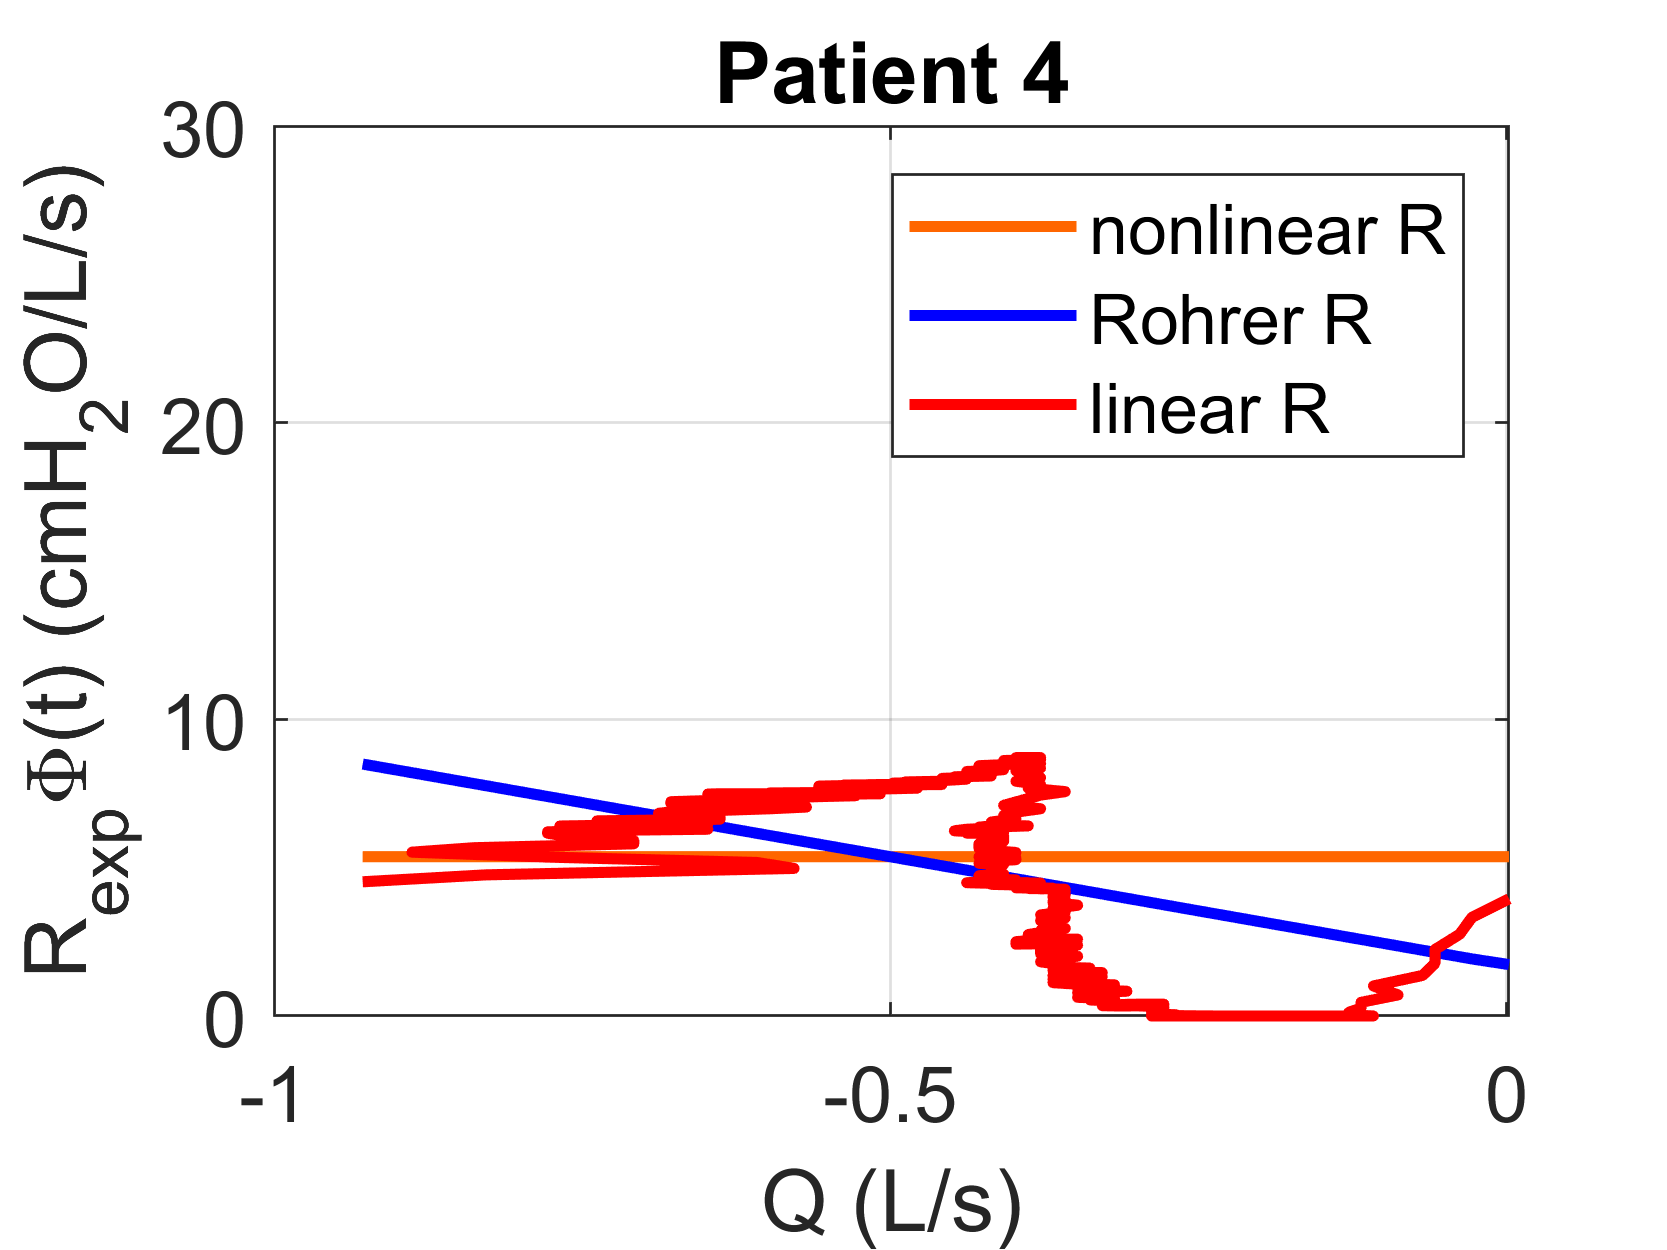 Patient 4
30
20
10
0
-1
-0.5
0
R_exp Φ(t) (cmH_2O/L/s)
Q (L/s)
nonlinear R
Rohrer R
linear R